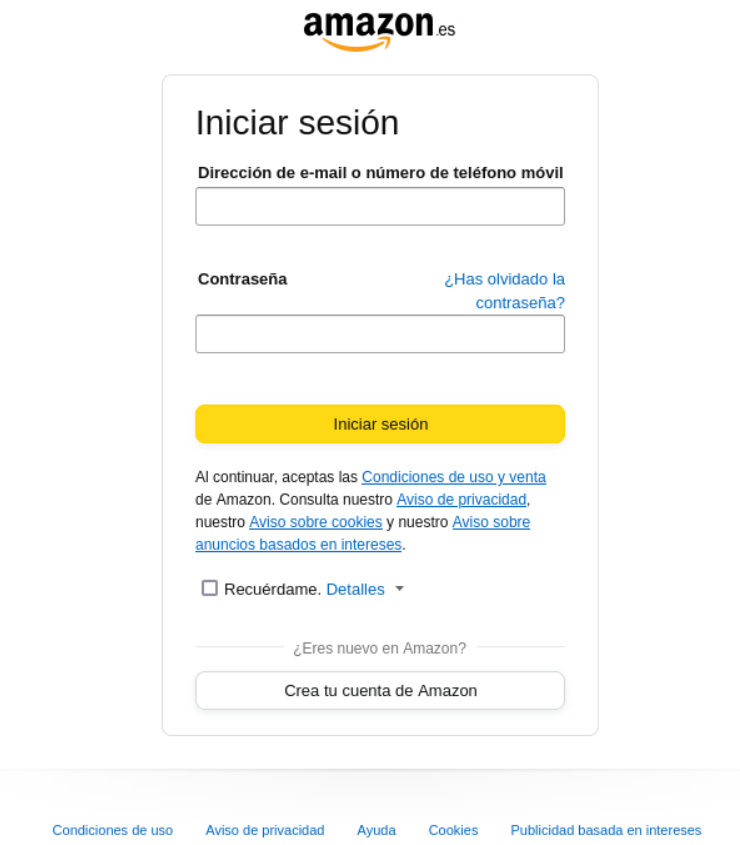 amazon.es
Iniciar sesión
Dirección de e-mail o número de teléfono móvil
Contraseña
¿Has olvidado la
contraseña?
Iniciar sesión
Al continuar, aceptas las Condiciones de uso y venta
de Amazon. Consulta nuestro Aviso de privacidad,
nuestro Aviso sobre cookies y nuestro Aviso sobre
anuncios basados en intereses.
Recuérdame. Detalles
¿Eres nuevo en Amazon?
Crea tu cuenta de Amazon
Condiciones de uso Aviso de privacidad Ayuda Cookies Publicidad basada en intereses